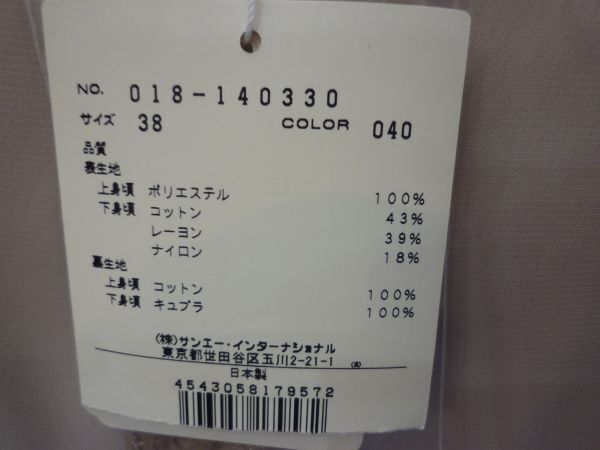 NO. 018-140330
サイズ 38 COLOR 040
品質
表生地
上身頃 ポリエステル 100%
下身頃 コットン 43%
レーヨン 39%
ナイロン 18%
裏生地
上身頃 コットン 100%
下身頃 キュプラ 100%
(株)サンエー・インターナショナル
東京都世田谷区玉川2-21-1
日本製
4543058179572